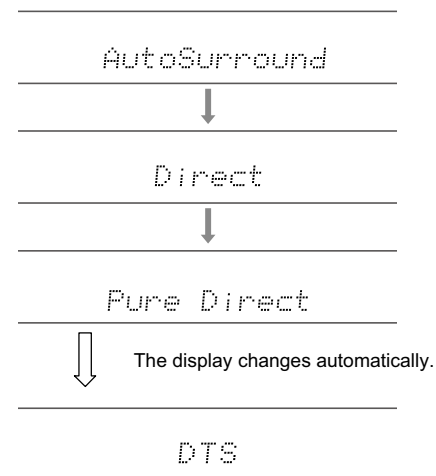 AutoSurround
Direct
Pure Direct
The display changes automatically.
DTS